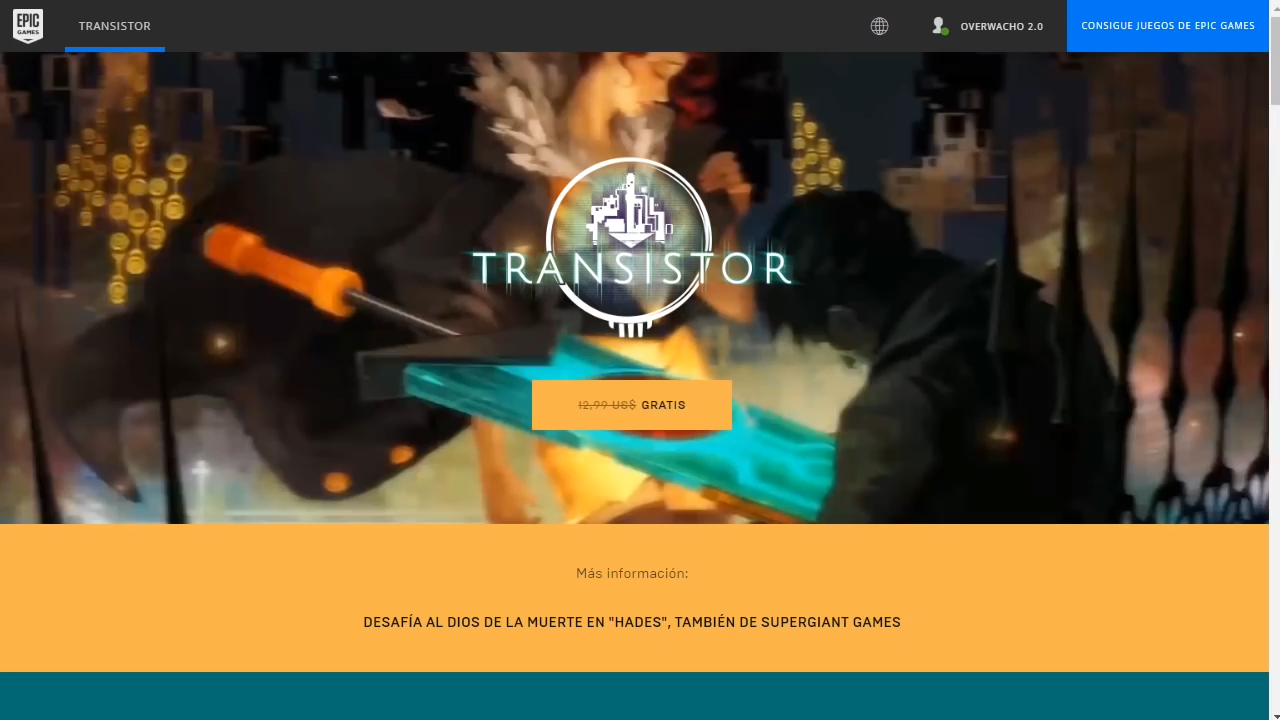 EPIC
GAMES
TRANSISTOR
OVERWACHO 2.0
CONSIGUE JUEGOS DE EPIC GAMES
TRANSISTOR
12,99 US$ GRATIS
Más información:
DESAFÍA AL DIOS DE LA MUERTE EN "HADES", TAMBIÉN DE SUPERGIANT GAMES